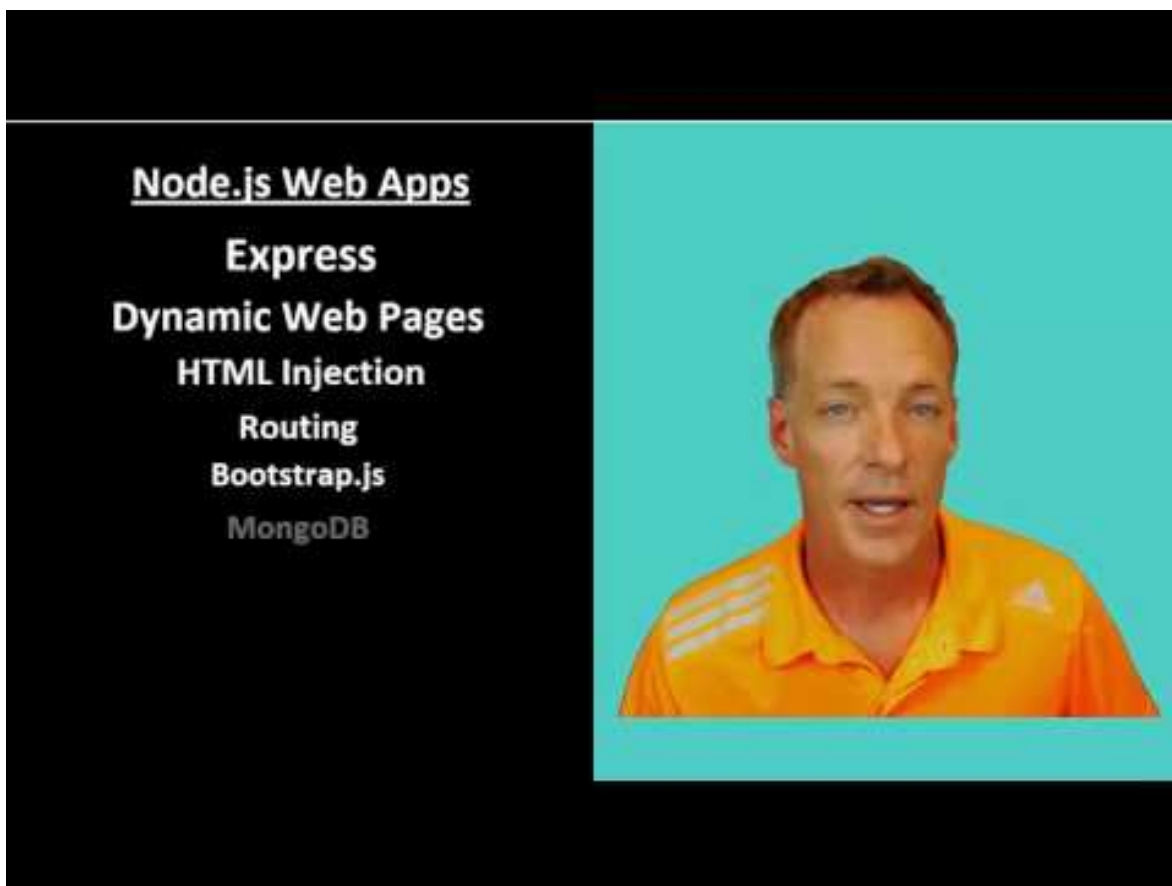 Node.js Web Apps
Express
Dynamic Web Pages
HTML Injection
Routing
Bootstrap.js
MongoDB